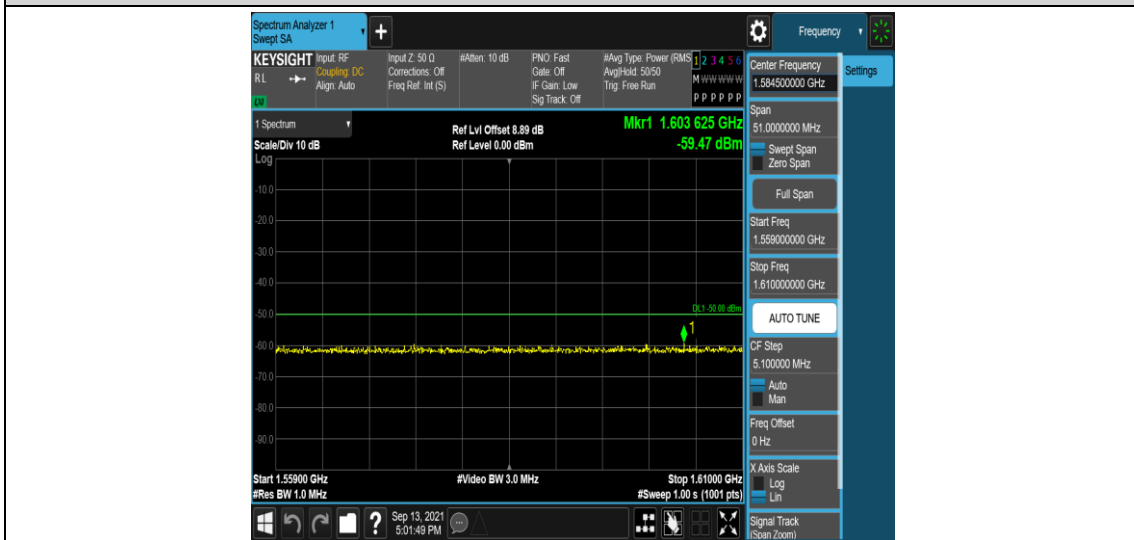 Spectrum Analyzer 1
Swept SA
+
Frequency
KEYSIGHT
RL
Input: RF
Coupling: DC
Align: Auto
Input Z: 50 Ω
Corrections: Off
Freq Ref: Int (S)
#Atten: 10 dB
PNO: Fast
Gate: Off
IF Gain: Low
Sig Track: Off
#Avg Type: Power (RMS
Avg|Hold: 50/50
Trig: Free Run
1 2 3 4 5 6
M W W W W W
P P P P P P
1 Spectrum
Scale/Div 10 dB
Ref Lvl Offset 8.89 dB
Ref Level 0.00 dBm
Mkr1 1.603 625 GHz
-59.47 dBm
Log
-10.0
-20.0
-30.0
-40.0
-50.0
-60.0
-70.0
-80.0
-90.0
DL1 -50.00 dBm
1
Start 1.55900 GHz
#Res BW 1.0 MHz
#Video BW 3.0 MHz
Stop 1.61000 GHz
#Sweep 1.00 s (1001 pts)
?
Sep 13, 2021
5:01:49 PM
Center Frequency
1.584500000 GHz
Settings
Span
51.0000000 MHz
Swept Span
Zero Span
Full Span
Start Freq
1.559000000 GHz
Stop Freq
1.610000000 GHz
AUTO TUNE
CF Step
5.100000 MHz
Auto
Man
Freq Offset
0 Hz
X Axis Scale
Log
Lin
Signal Track
(Span Zoom)